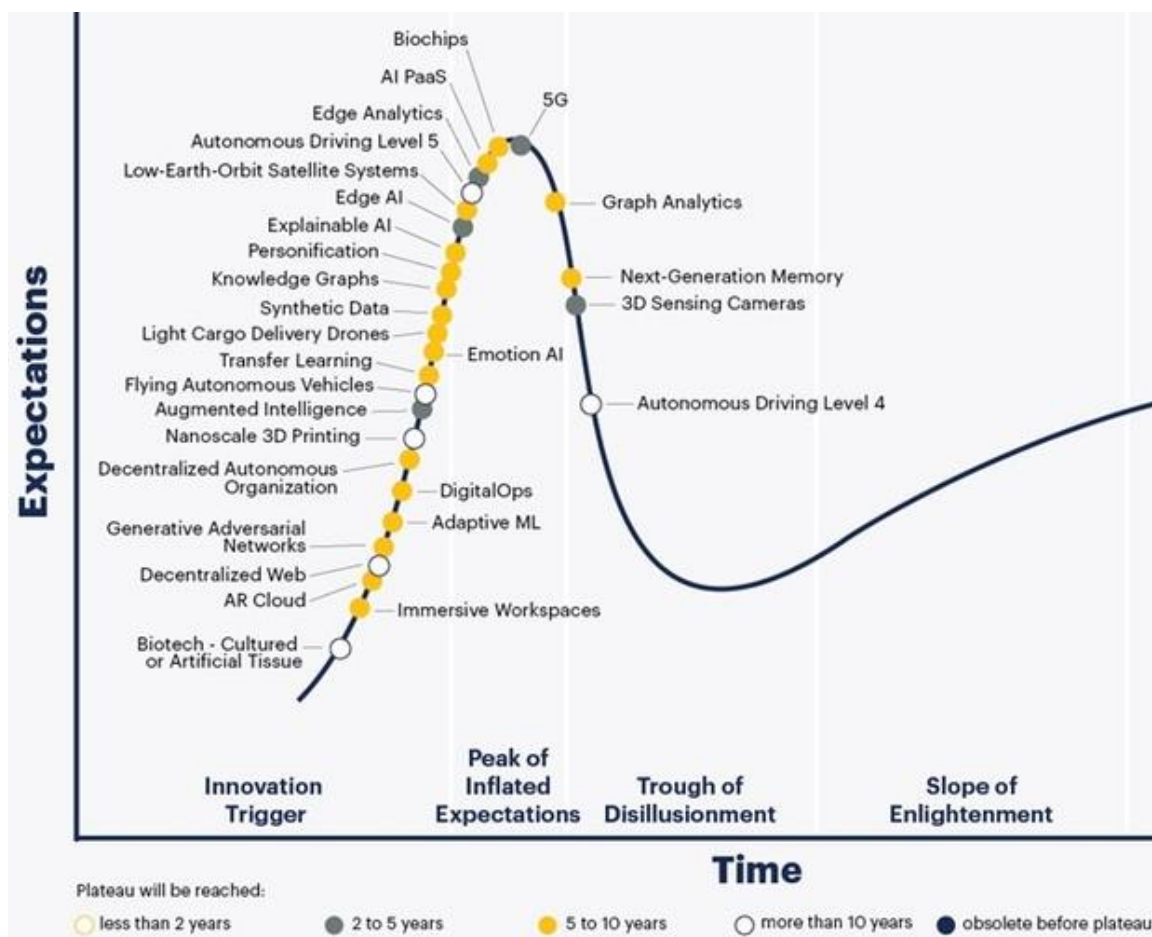 Biochips
AI PaaS
5G
Edge Analytics
Autonomous Driving Level 5
Low-Earth-Orbit Satellite Systems
Edge AI
Graph Analytics
Explainable AI
Personification
Knowledge Graphs
Next-Generation Memory
3D Sensing Cameras
Synthetic Data
Light Cargo Delivery Drones
Emotion AI
Transfer Learning
Flying Autonomous Vehicles
Autonomous Driving Level 4
Augmented Intelligence
Nanoscale 3D Printing
Decentralized Autonomous
Organization
DigitalOps
Adaptive ML
Generative Adversarial
Networks
Decentralized Web
AR Cloud
Immersive Workspaces
Biotech - Cultured
or Artificial Tissue
Expectations
Innovation
Trigger
Peak of
Inflated
Expectations
Trough of
Disillusionment
Slope of
Enlightenment
Time
Plateau will be reached:
less than 2 years
2 to 5 years
5 to 10 years
more than 10 years
obsolete before plateau